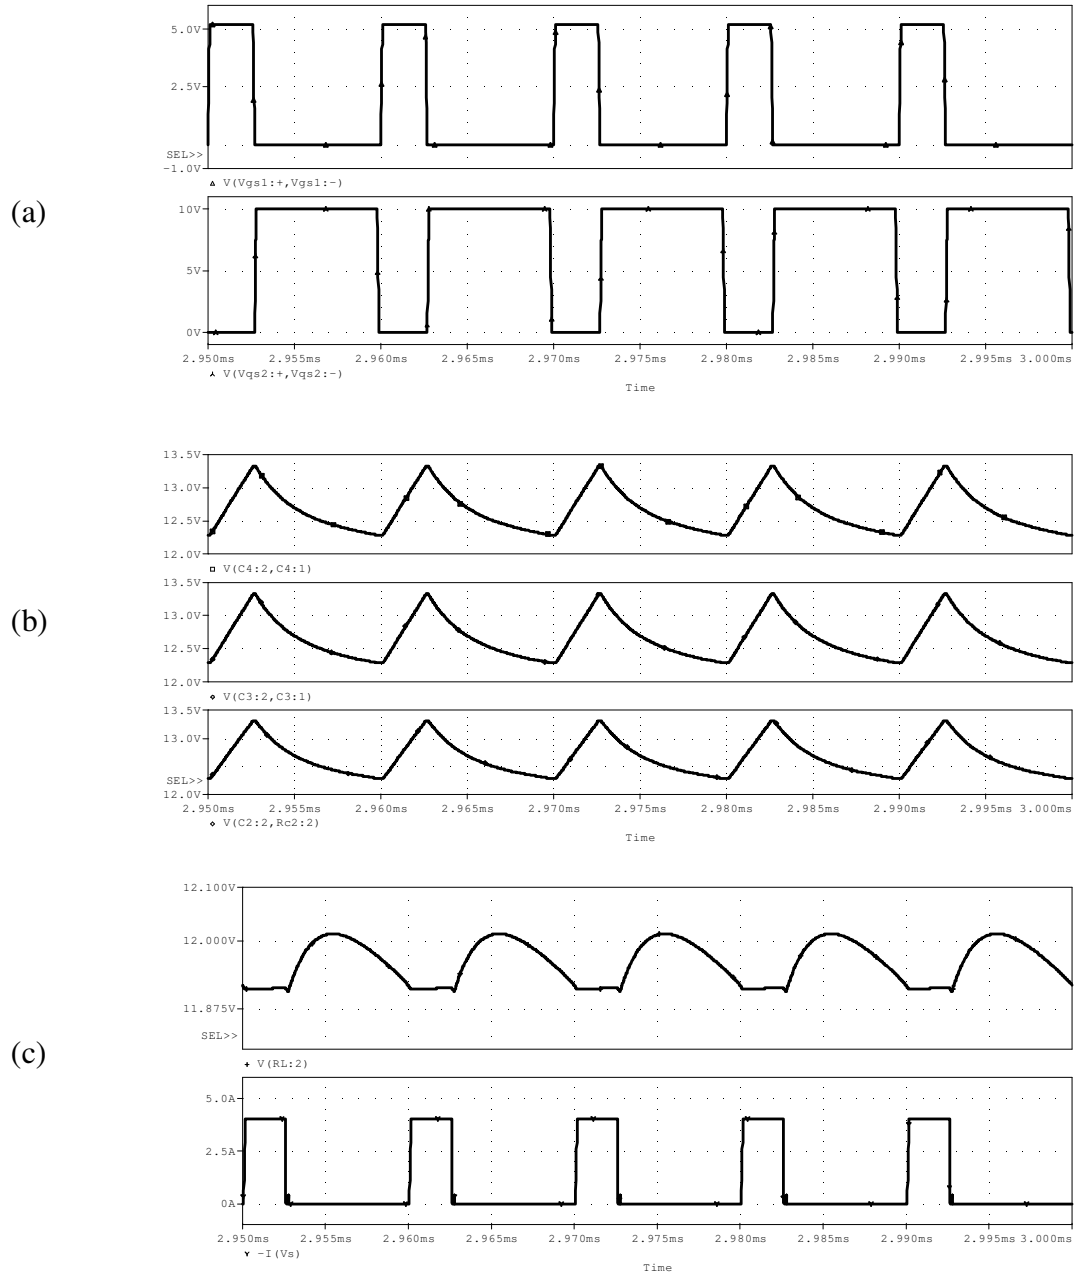 (a)
5.0V
2.5V
SEL>>
-1.0V
V(Vgs1:+,Vgs1:-)
10V
5V
0V
2.950ms 2.955ms 2.960ms 2.965ms 2.970ms 2.975ms 2.980ms 2.985ms 2.990ms 2.995ms 3.000ms
V(Vqs2:+,Vqs2:-)
Time
(b)
13.5V
13.0V
12.5V
12.0V
V(C4:2,C4:1)
13.5V
13.0V
12.5V
12.0V
V(C3:2,C3:1)
13.5V
13.0V
SEL>>
12.0V
2.950ms 2.955ms 2.960ms 2.965ms 2.970ms 2.975ms 2.980ms 2.985ms 2.990ms 2.995ms 3.000ms
V(C2:2,Rc2:2)
Time
(c)
12.100V
12.000V
11.875V
SEL>>
V(RL:2)
5.0A
2.5A
0A
2.950ms 2.955ms 2.960ms 2.965ms 2.970ms 2.975ms 2.980ms 2.985ms 2.990ms 2.995ms 3.000ms
-I(Vs)
Time